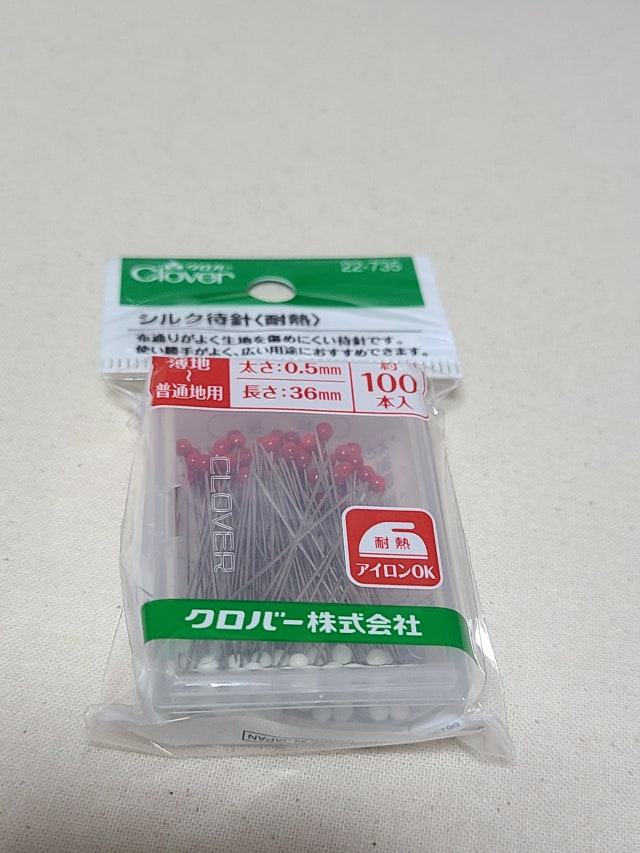 クロバー
Clover
22-735
シルク待針〈耐熱〉
布通りがよく生地を傷めにくい待針です。
使い勝手がよく、広い用途におすすめできます。
薄地
〜
普通地用
太さ:0.5mm
長さ:36mm
約
100
本入
CLOVER
耐熱
アイロンOK
クロバー株式会社
JAPAN